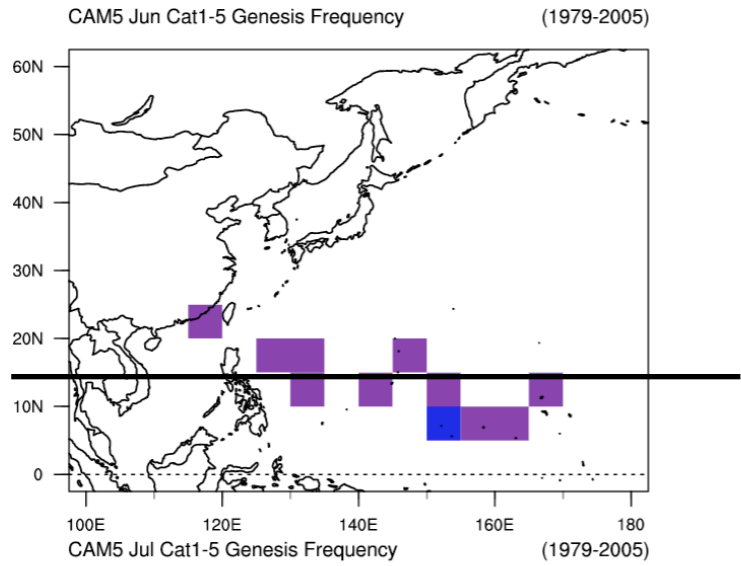 CAM5 Jun Cat1-5 Genesis Frequency (1979-2005)
60N
50N
40N
30N
20N
10N
0
100E 120E 140E 160E 180
CAM5 Jul Cat1-5 Genesis Frequency (1979-2005)